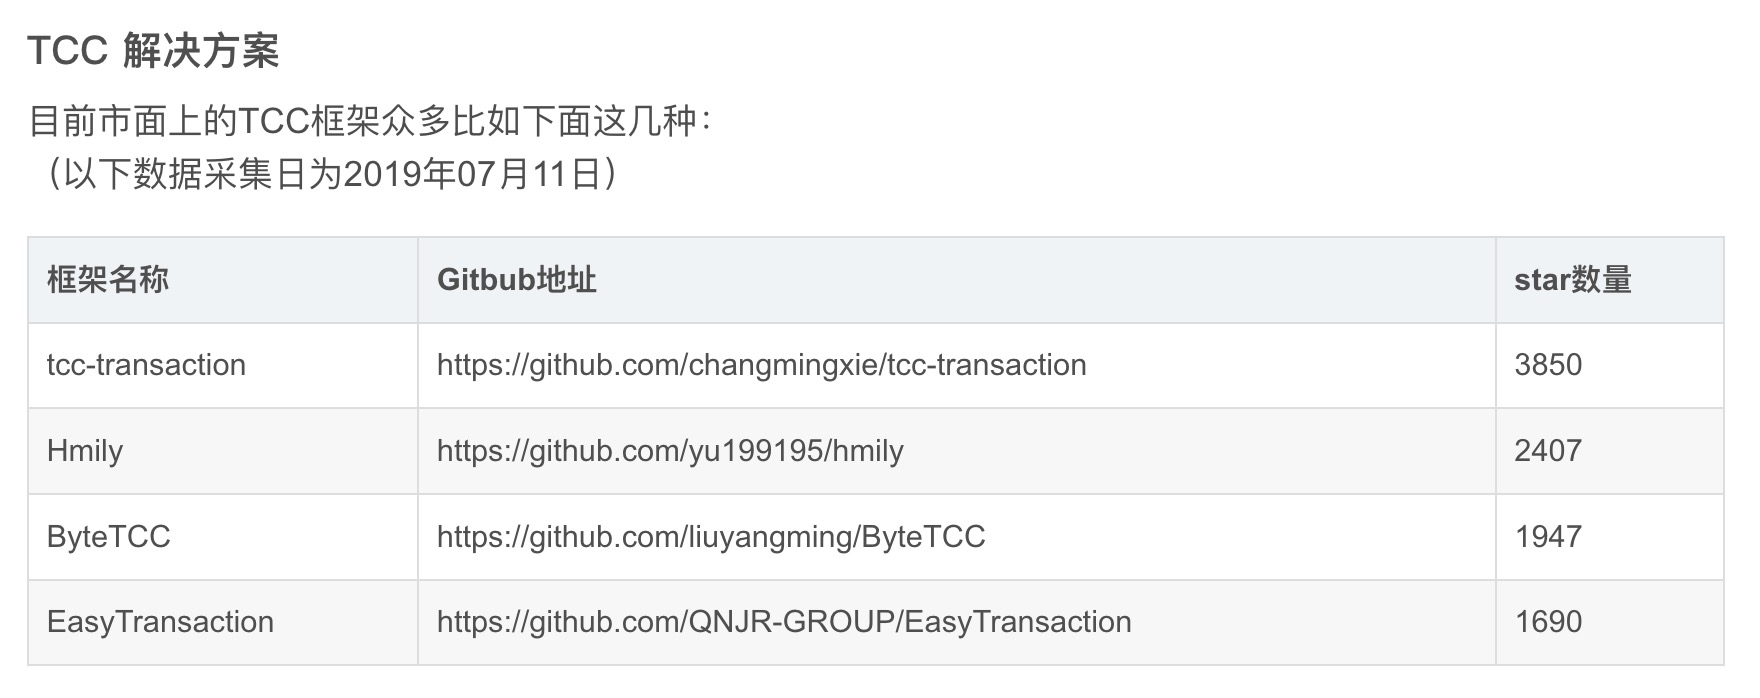 TCC 解决方案
目前市面上的TCC框架众多比如下面这几种：
（以下数据采集日为2019年07月11日）
框架名称 Gitbub地址 star数量
tcc-transaction https://github.com/changmingxie/tcc-transaction 3850
Hmily https://github.com/yu199195/hmily 2407
ByteTCC https://github.com/liuyangming/ByteTCC 1947
EasyTransaction https://github.com/QNJR-GROUP/EasyTransaction 1690